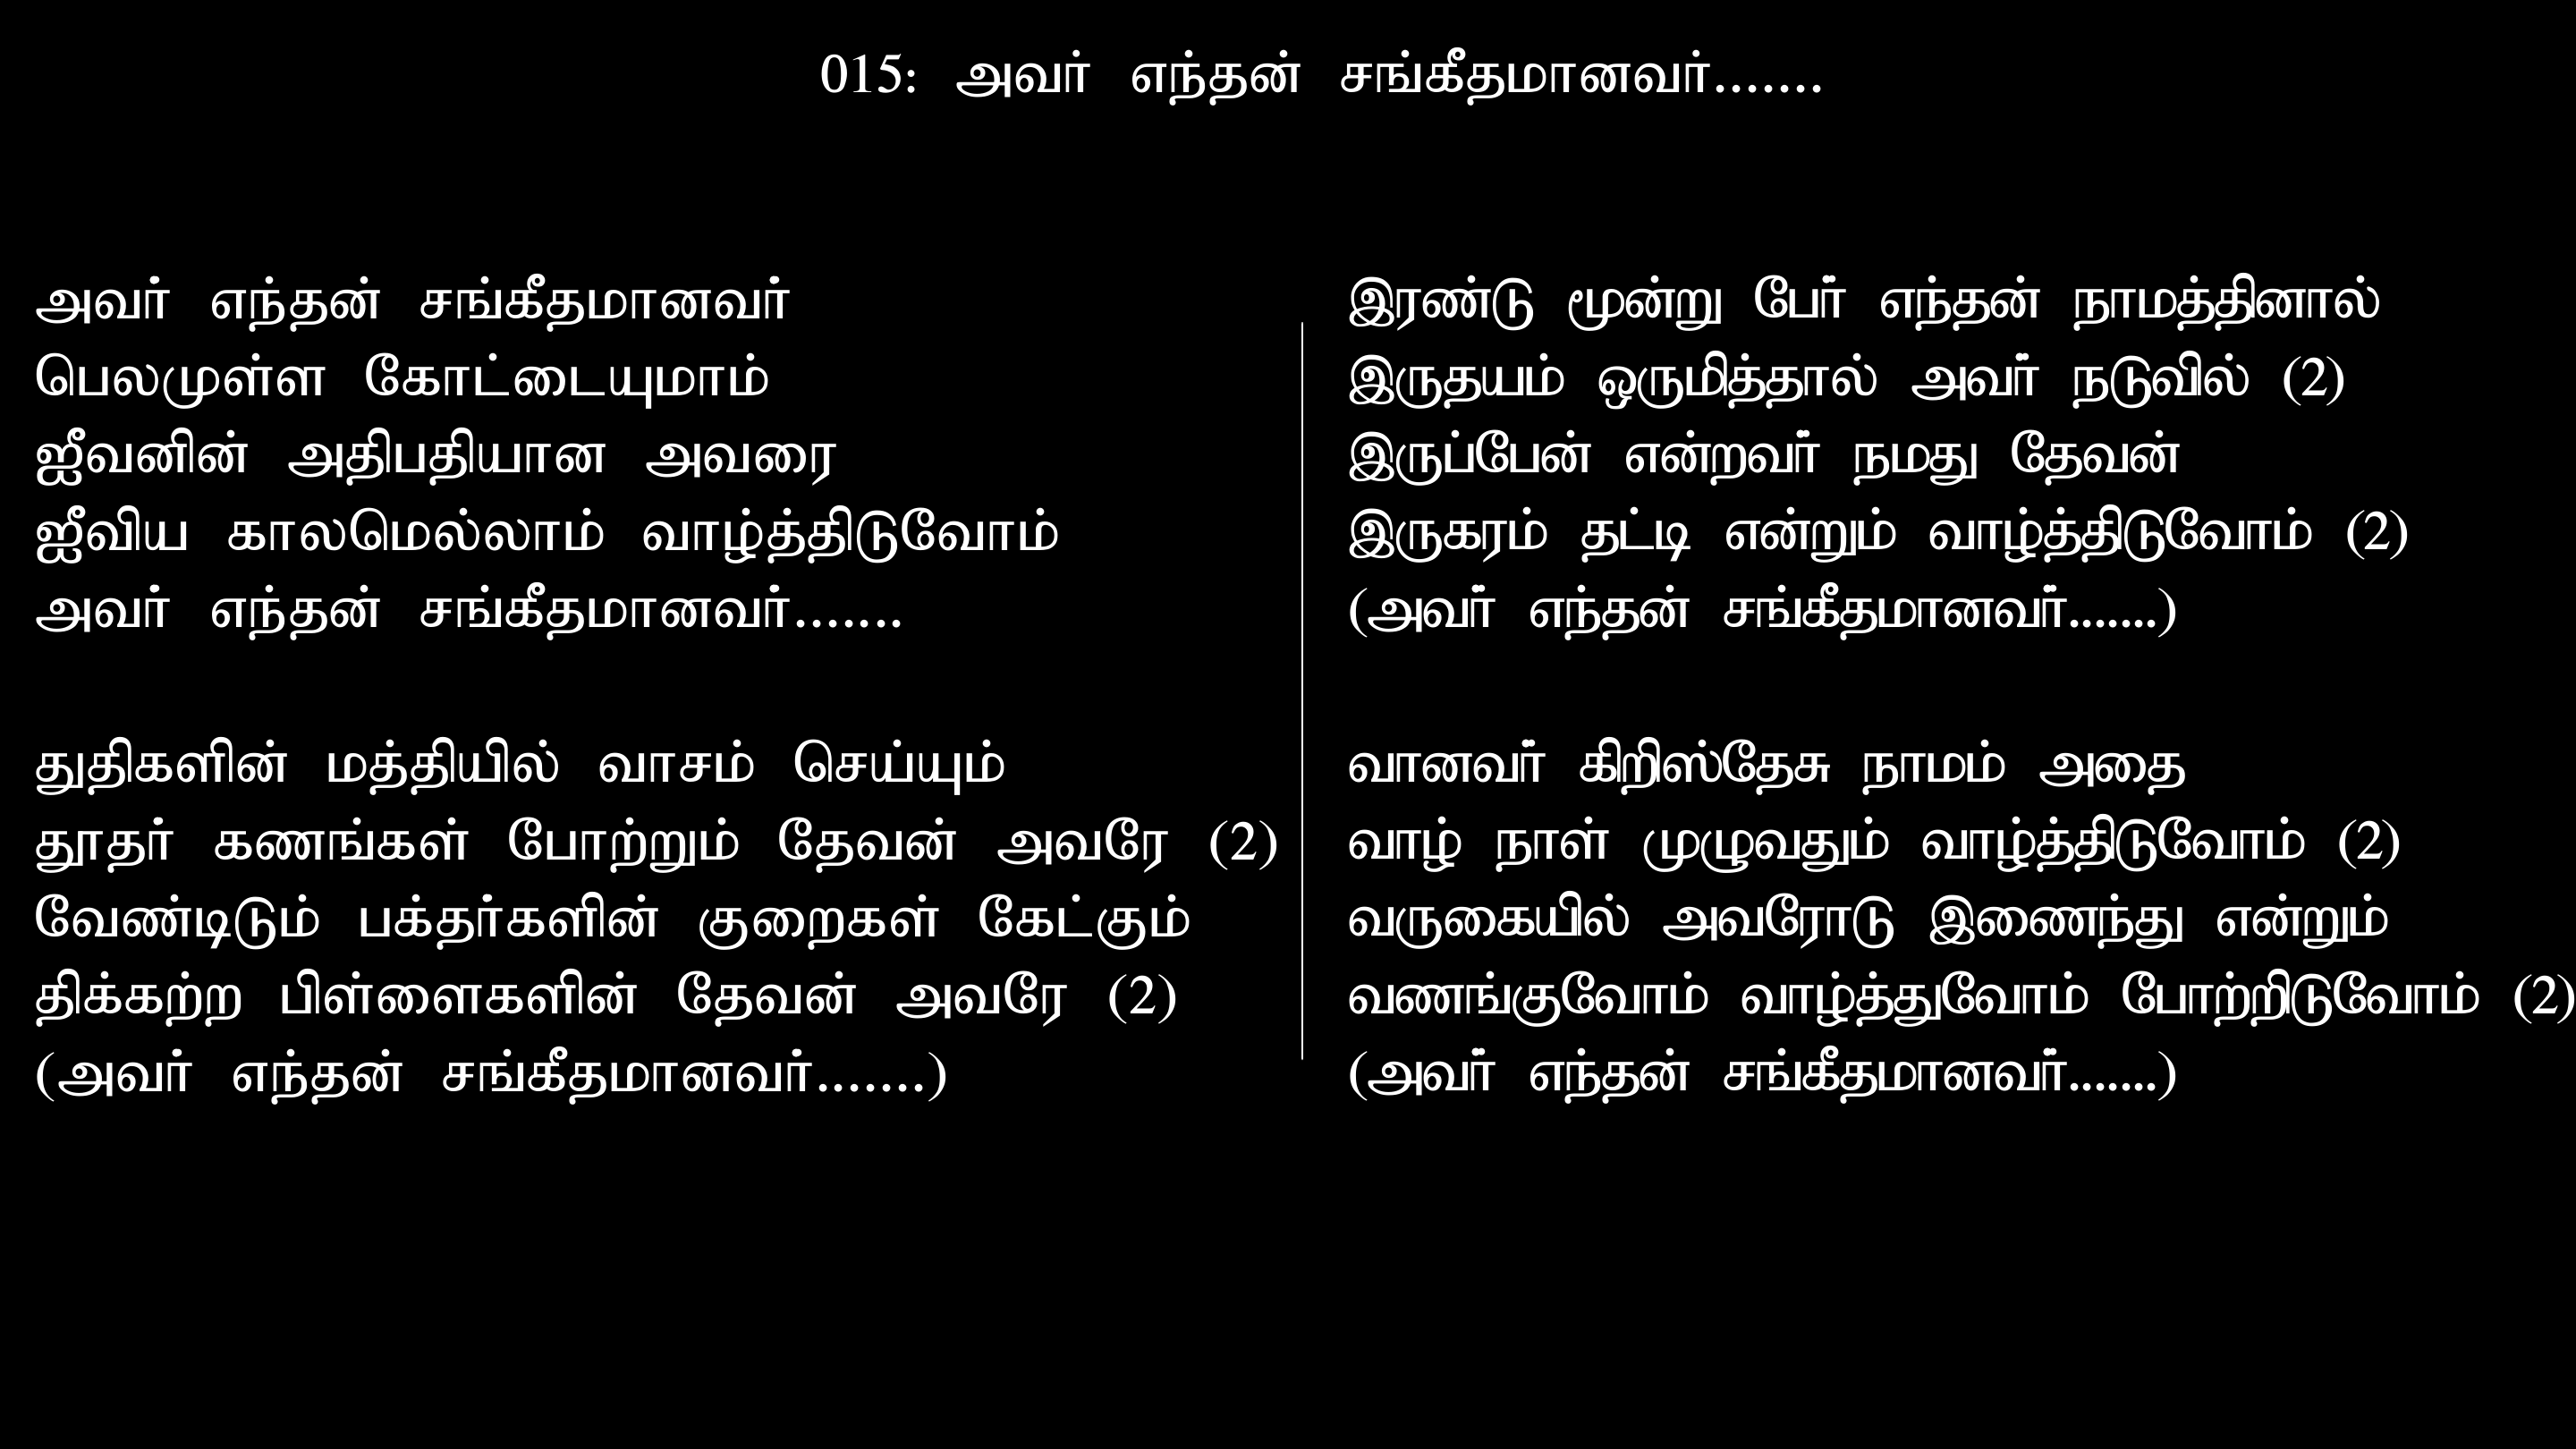 015: அவர் எந்தன் சங்கீதமானவர்.......
அவர் எந்தன் சங்கீதமானவர்
பெலமுள்ள கோட்டையுமாம்
ஜீவனின் அதிபதியான அவரை
ஜீவிய காலமெல்லாம் வாழ்த்திடுவோம்
அவர் எந்தன் சங்கீதமானவர்.......
துதிகளின் மத்தியில் வாசம் செய்யும்
தூதர் கணங்கள் போற்றும் தேவன் அவரே (2)
வேண்டிடும் பக்தர்களின் குறைகள் கேட்கும்
திக்கற்ற பிள்ளைகளின் தேவன் அவரே (2)
(அவர் எந்தன் சங்கீதமானவர்.......)
இரண்டு மூன்று பேர் எந்தன் நாமத்தினால்
இருதயம் ஒருமித்தால் அவர் நடுவில் (2)
இருப்பேன் என்றவர் நமது தேவன்
இருகரம் தட்டி என்றும் வாழ்த்திடுவோம் (2)
(அவர் எந்தன் சங்கீதமானவர்.......)
வானவர் கிறிஸ்தேசு நாமம் அதை
வாழ் நாள் முழுவதும் வாழ்த்திடுவோம் (2)
வருகையில் அவரோடு இணைந்து என்றும்
வணங்குவோம் வாழ்த்துவோம் போற்றிடுவோம் (2)
(அவர் எந்தன் சங்கீதமானவர்.......)